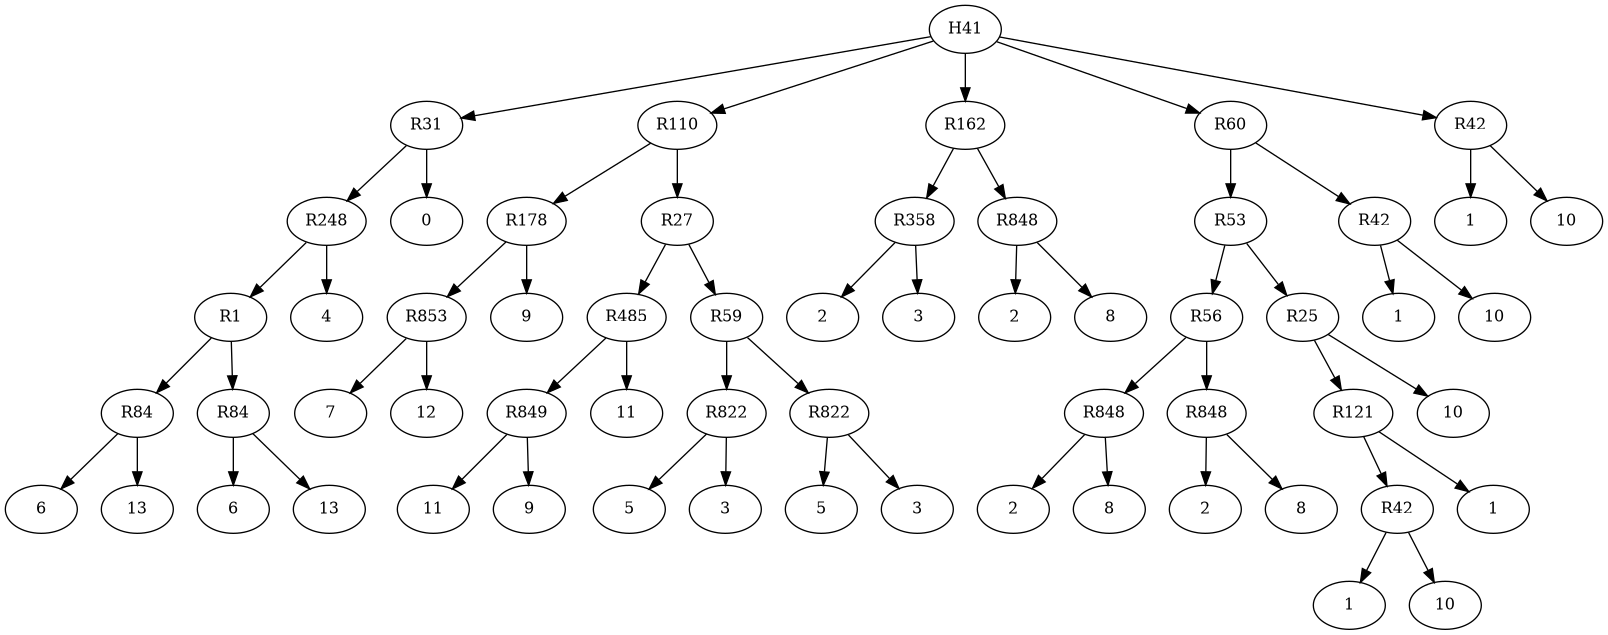 H41
R31 R110 R162 R60 R42
R248 0 R178 R27 R358 R848 R53 R42 1 10
R1 4 R853 9 R485 R59 2 3 2 8 R56 R25 1 10
R84 R84 7 12 R849 11 R822 R822 R848 R848 R121 10
6 13 6 13 11 9 5 3 5 3 2 8 2 8 R42 1
1 10